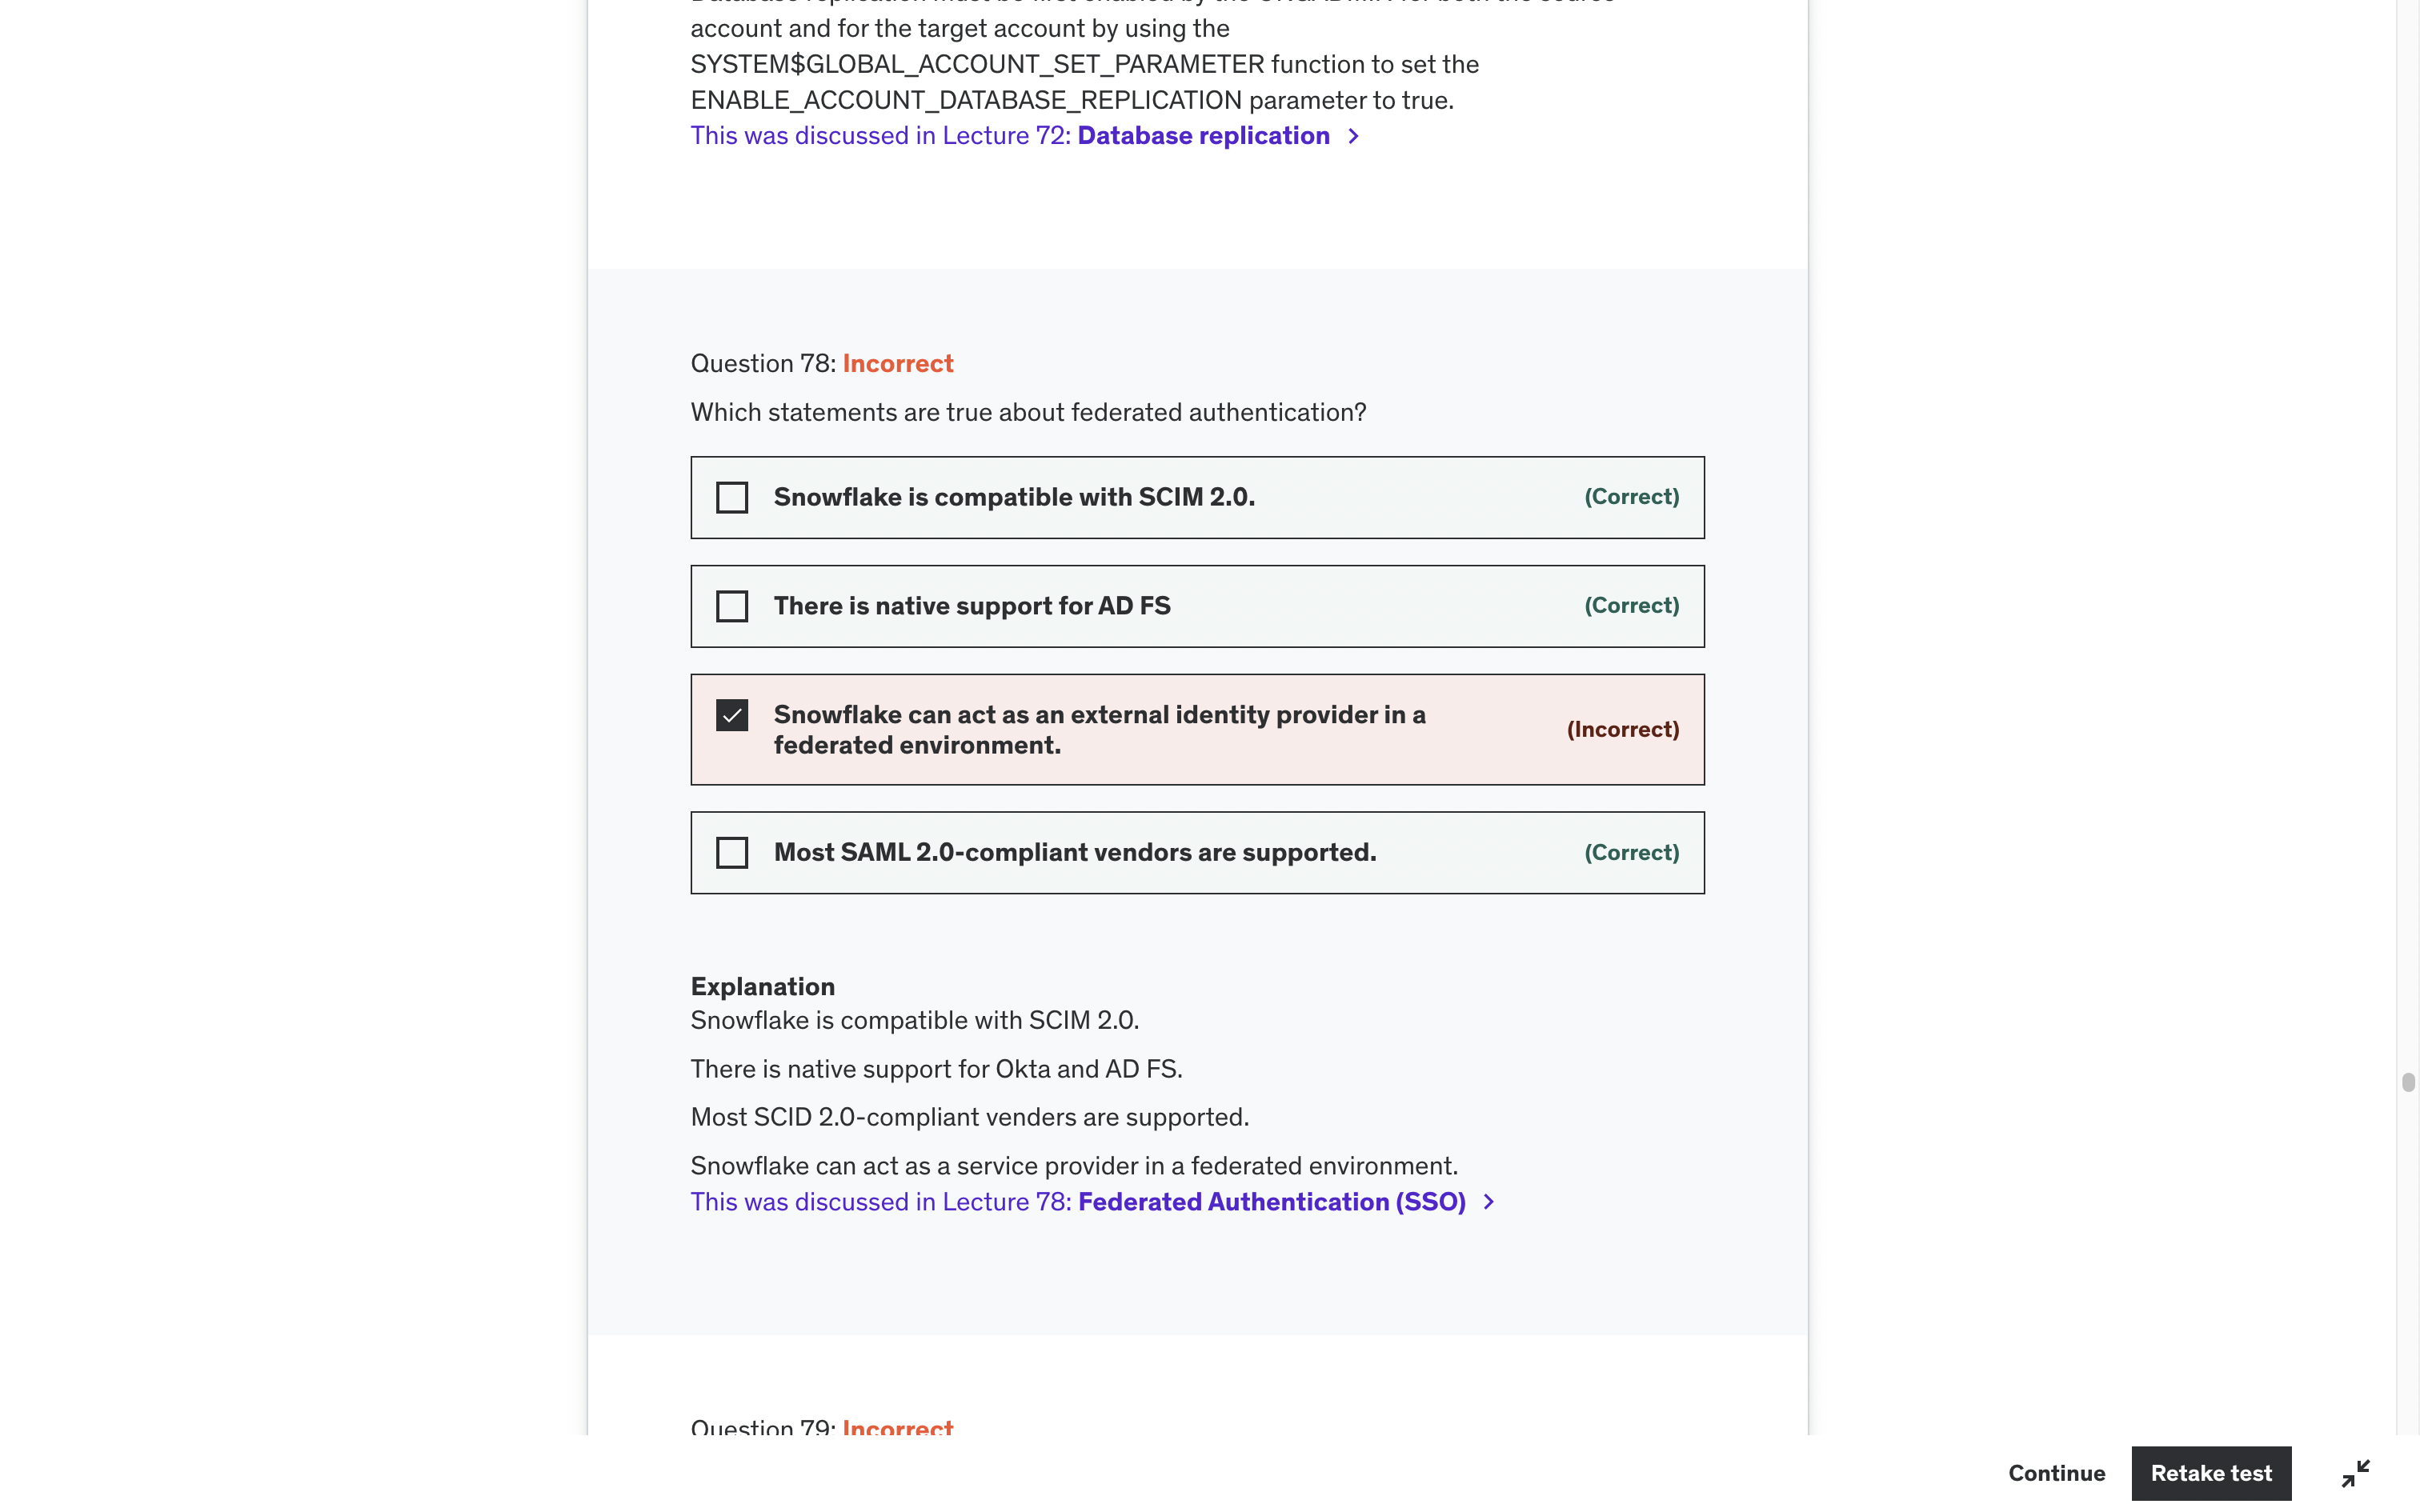 account and for the target account by using the
SYSTEM$GLOBAL_ACCOUNT_SET_PARAMETER function to set the
ENABLE_ACCOUNT_DATABASE_REPLICATION parameter to true.
This was discussed in Lecture 72: Database replication
Question 78: Incorrect
Which statements are true about federated authentication?
Snowflake is compatible with SCIM 2.0. (Correct)
There is native support for AD FS (Correct)
Snowflake can act as an external identity provider in a
federated environment. (Incorrect)
Most SAML 2.0-compliant vendors are supported. (Correct)
Explanation
Snowflake is compatible with SCIM 2.0.
There is native support for Okta and AD FS.
Most SCID 2.0-compliant venders are supported.
Snowflake can act as a service provider in a federated environment.
This was discussed in Lecture 78: Federated Authentication (SSO)
Question 79: Incorrect
Continue Retake test